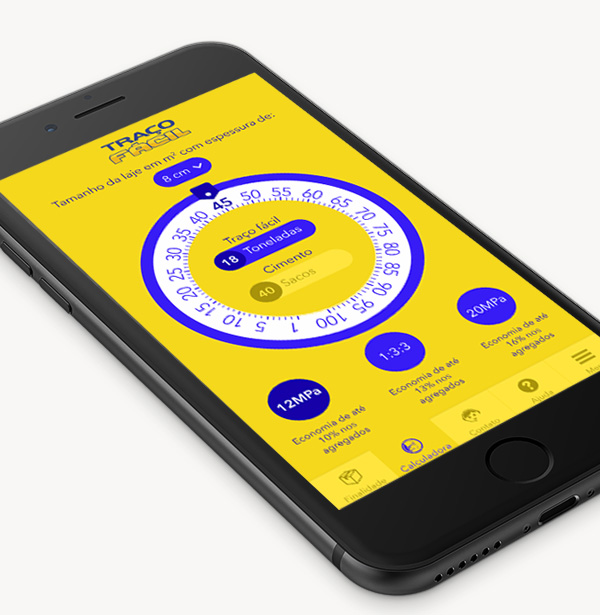 TRAÇO
FÁCIL
Tamanho da laje em m² com espessura de:
8 cm
1 5 10 15 20 25 30 35 40 45 50 55 60 65 70 75 80 85 90 95 100
Traço fácil
18 Toneladas
Cimento
40 Sacos
12MPa
Economia de até
10% nos
agregados
1:3:3
Economia de até
13% nos
agregados
20MPa
Economia de até
16% nos
agregados
Finalidade
Calculadora
Contato
Ajuda